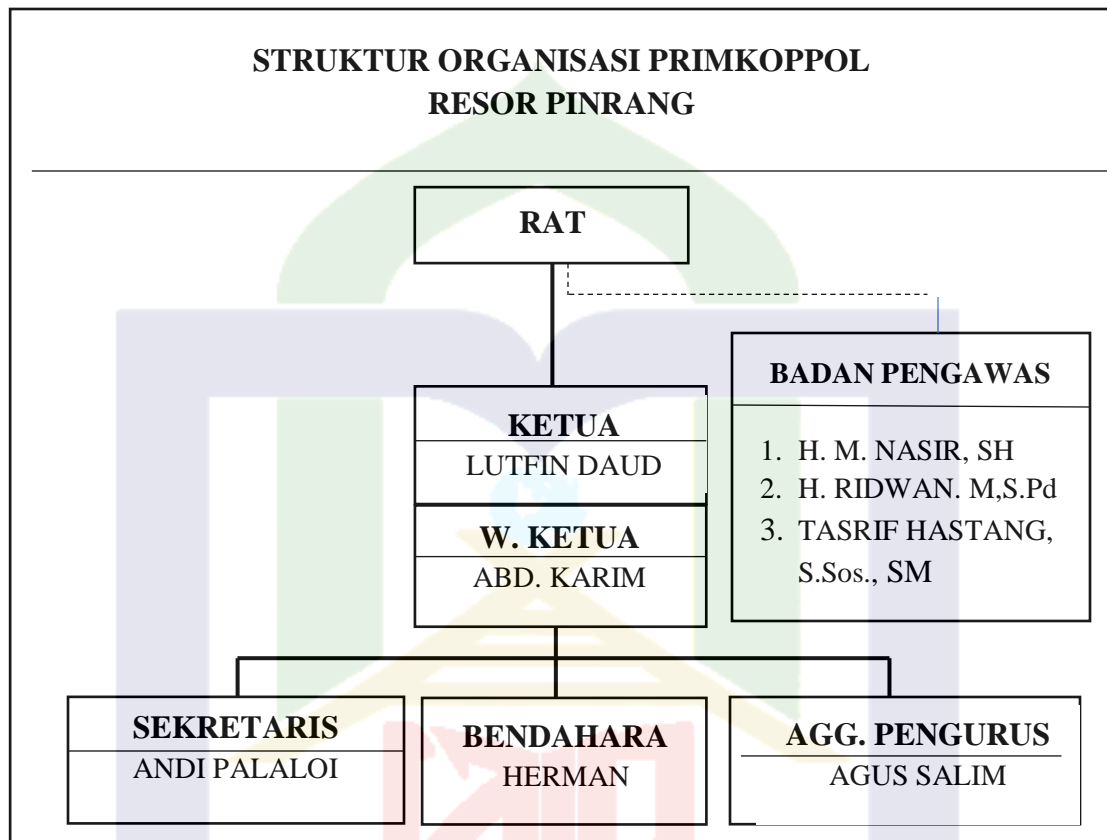 STRUKTUR ORGANISASI PRIMKOPPOL
RESOR PINRANG
RAT
BADAN PENGAWAS
1. H. M. NASIR, SH
2. H. RIDWAN. M,S.Pd
3. TASRIF HASTANG,
S.Sos., SM
KETUA
LUTFIN DAUD
W. KETUA
ABD. KARIM
SEKRETARIS
ANDI PALALOI
BENDAHARA
HERMAN
AGG. PENGURUS
AGUS SALIM